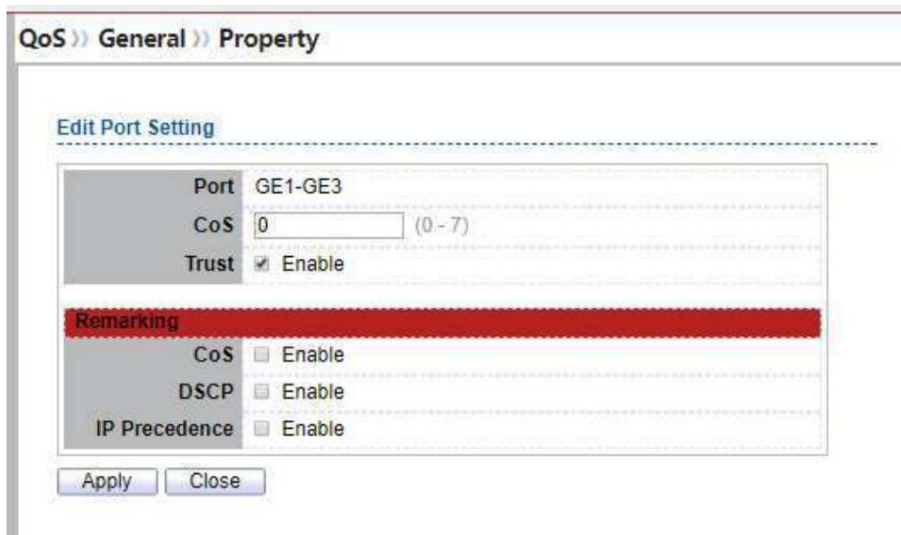 QoS >> General >> Property
Edit Port Setting
Port GE1-GE3
CoS 0 (0 - 7)
Trust Enable
Remarking
CoS Enable
DSCP Enable
IP Precedence Enable
Apply Close